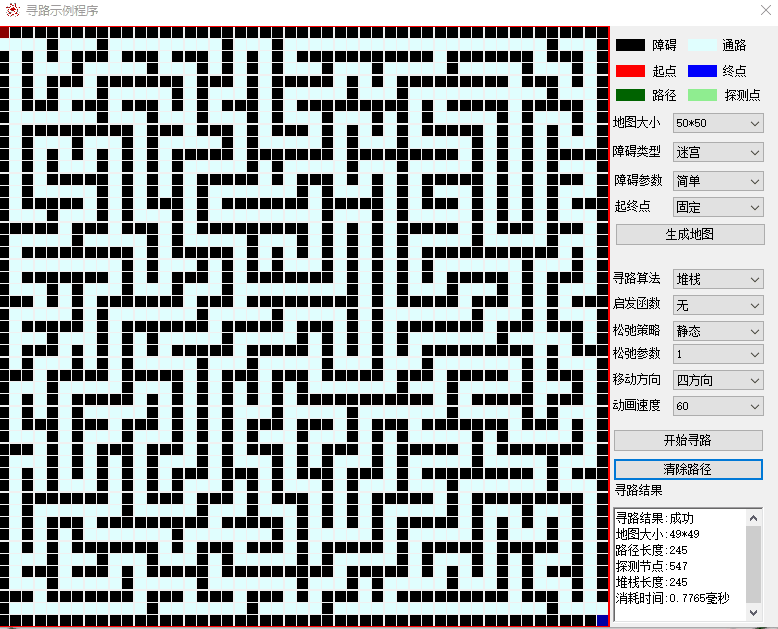 寻路示例程序
障碍 通路
起点 终点
路径 探测点
地图大小 50*50
障碍类型 迷宫
障碍参数 简单
起终点 固定
生成地图
寻路算法 堆栈
启发函数 无
松弛策略 静态
松弛参数 1
移动方向 四方向
动画速度 60
开始寻路
清除路径
寻路结果
寻路结果:成功
地图大小:49*49
路径长度:245
探测节点:547
堆栈长度:245
消耗时间:0.7765毫秒